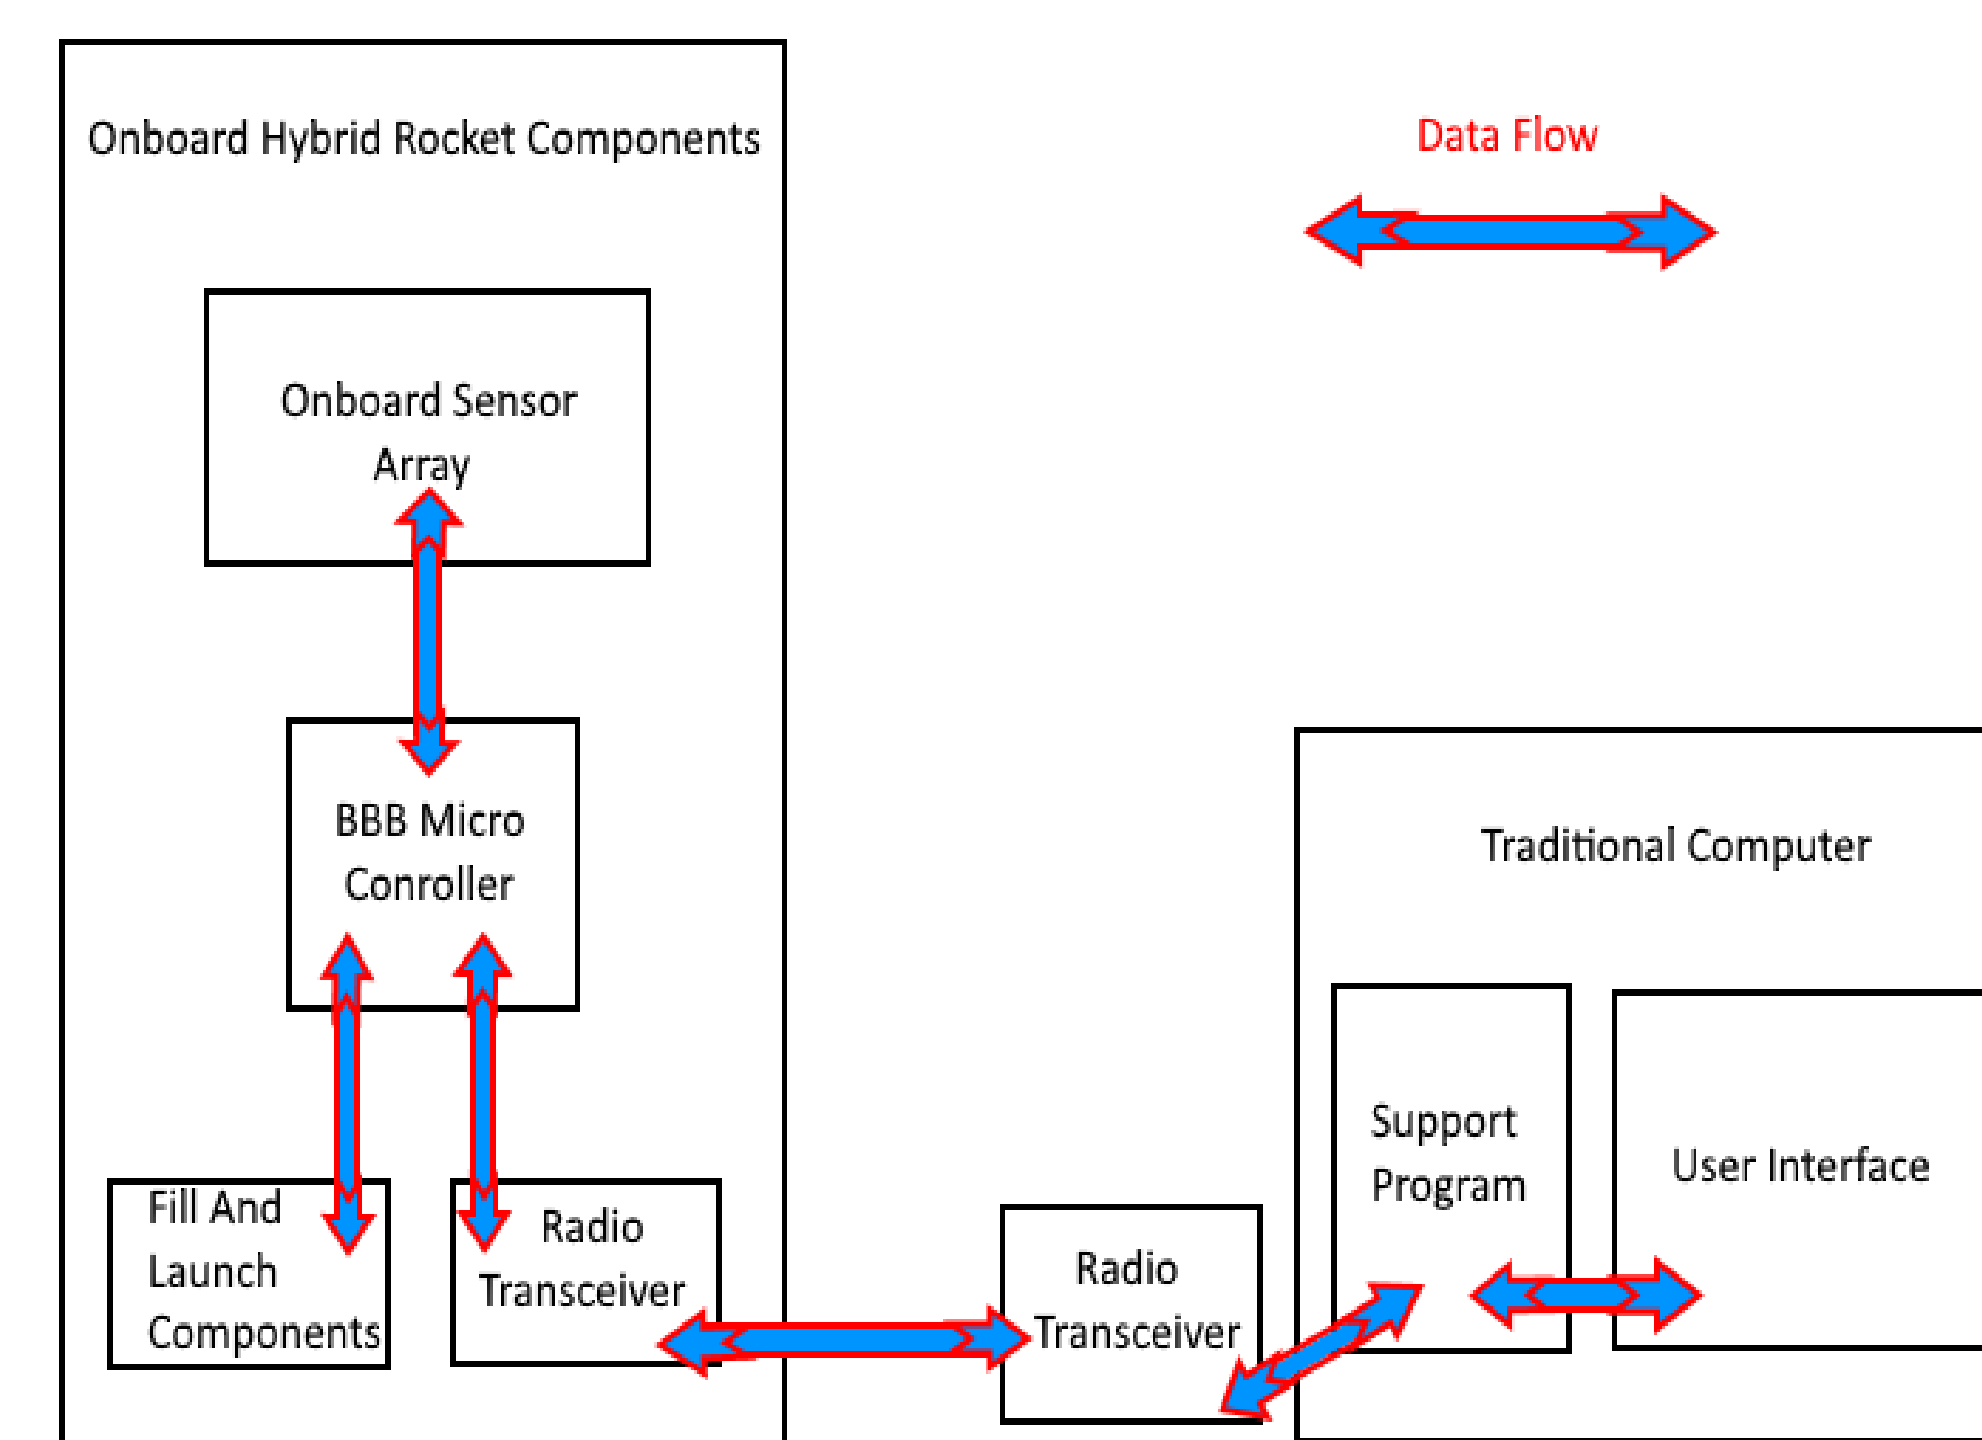 Onboard Hybrid Rocket Components
Data Flow
Onboard Sensor
Array
BBB Micro
Conroller
Traditional Computer
Support
Program
User Interface
Fill And
Launch
Components
Radio
Transceiver
Radio
Transceiver